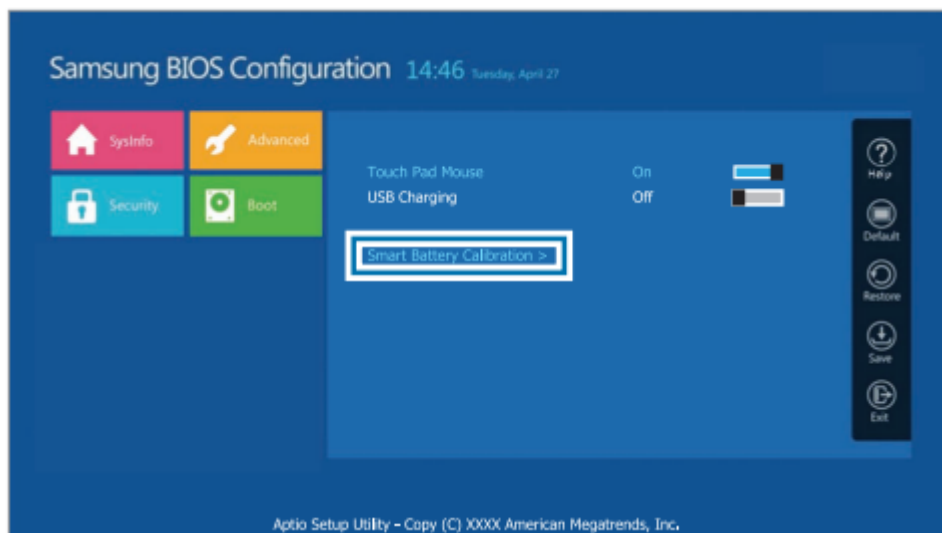 Samsung BIOS Configuration 14:46 Tuesday, April 27
SysInfo
Advanced
Security
Boot
Touch Pad Mouse On
USB Charging Off
Smart Battery Calibration >
Help
Default
Restore
Save
Exit
Aptio Setup Utility - Copy (C) XXXX American Megatrends, Inc.